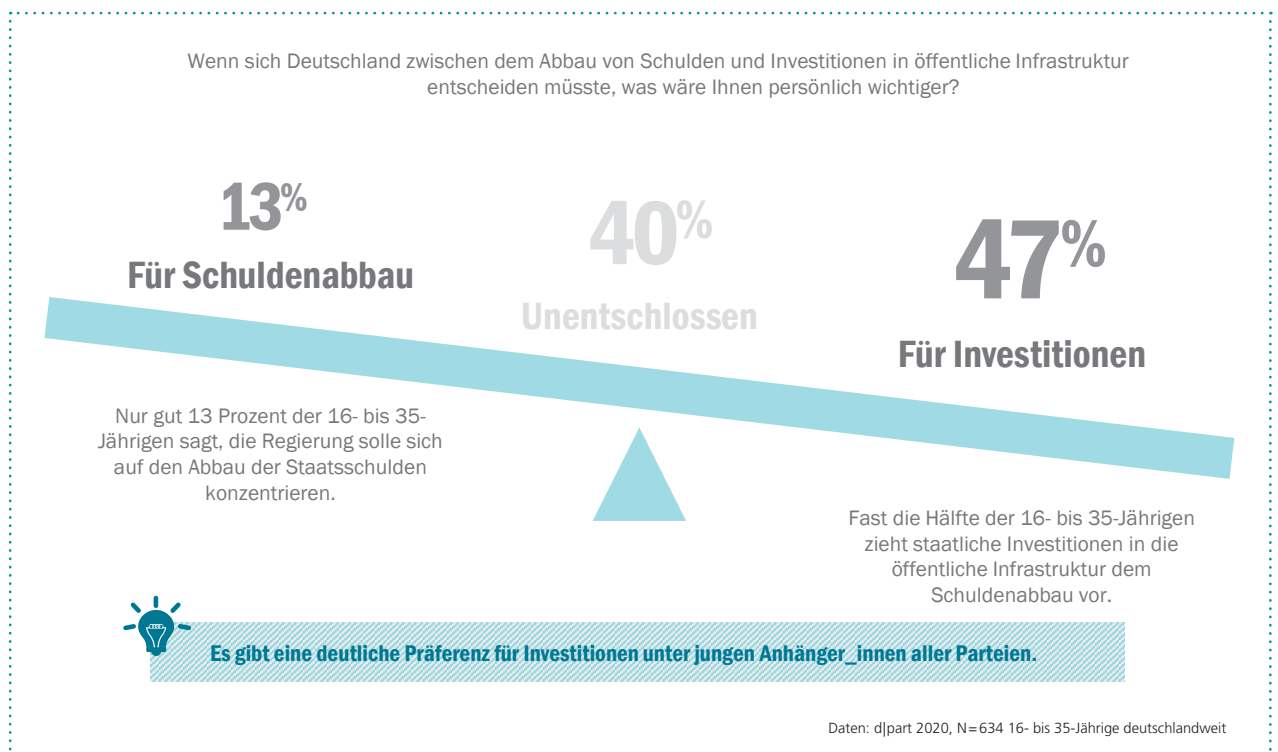 Wenn sich Deutschland zwischen dem Abbau von Schulden und Investitionen in öffentliche Infrastruktur
entscheiden müsste, was wäre Ihnen persönlich wichtiger?
13%
Für Schuldenabbau
40%
Unentschlossen
47%
Für Investitionen
Nur gut 13 Prozent der 16- bis 35-
Jährigen sagt, die Regierung solle sich
auf den Abbau der Staatsschulden
konzentrieren.
Fast die Hälfte der 16- bis 35-Jährigen
zieht staatliche Investitionen in die
öffentliche Infrastruktur dem
Schuldenabbau vor.
Es gibt eine deutliche Präferenz für Investitionen unter jungen Anhänger_innen aller Parteien.
Daten: d|part 2020, N=634 16- bis 35-Jährige deutschlandweit